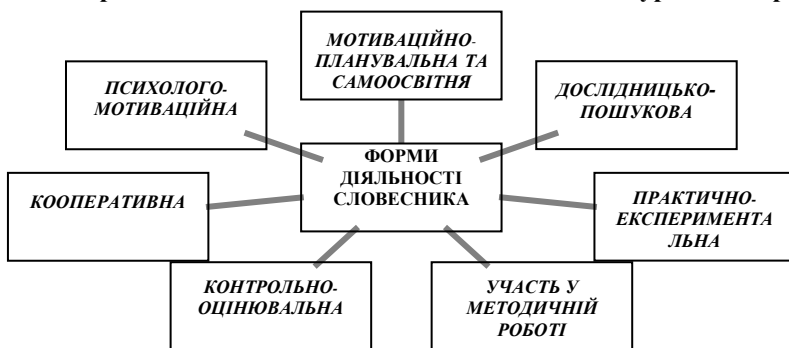 МОТИВАЦІЙНО-
ПЛАНУВАЛЬНА ТА
САМООСВІТНЯ
ПСИХОЛОГО-
МОТИВАЦІЙНА
ДОСЛІДНИЦЬКО-
ПОШУКОВА
ФОРМИ
ДІЯЛЬНОСТІ
СЛОВЕСНИКА
КООПЕРАТИВНА
ПРАКТИЧНО-
ЕКСПЕРИМЕНТА
ЛЬНА
КОНТРОЛЬНО-
ОЦІНЮВАЛЬНА
УЧАСТЬ У
МЕТОДИЧНІЙ
РОБОТІ